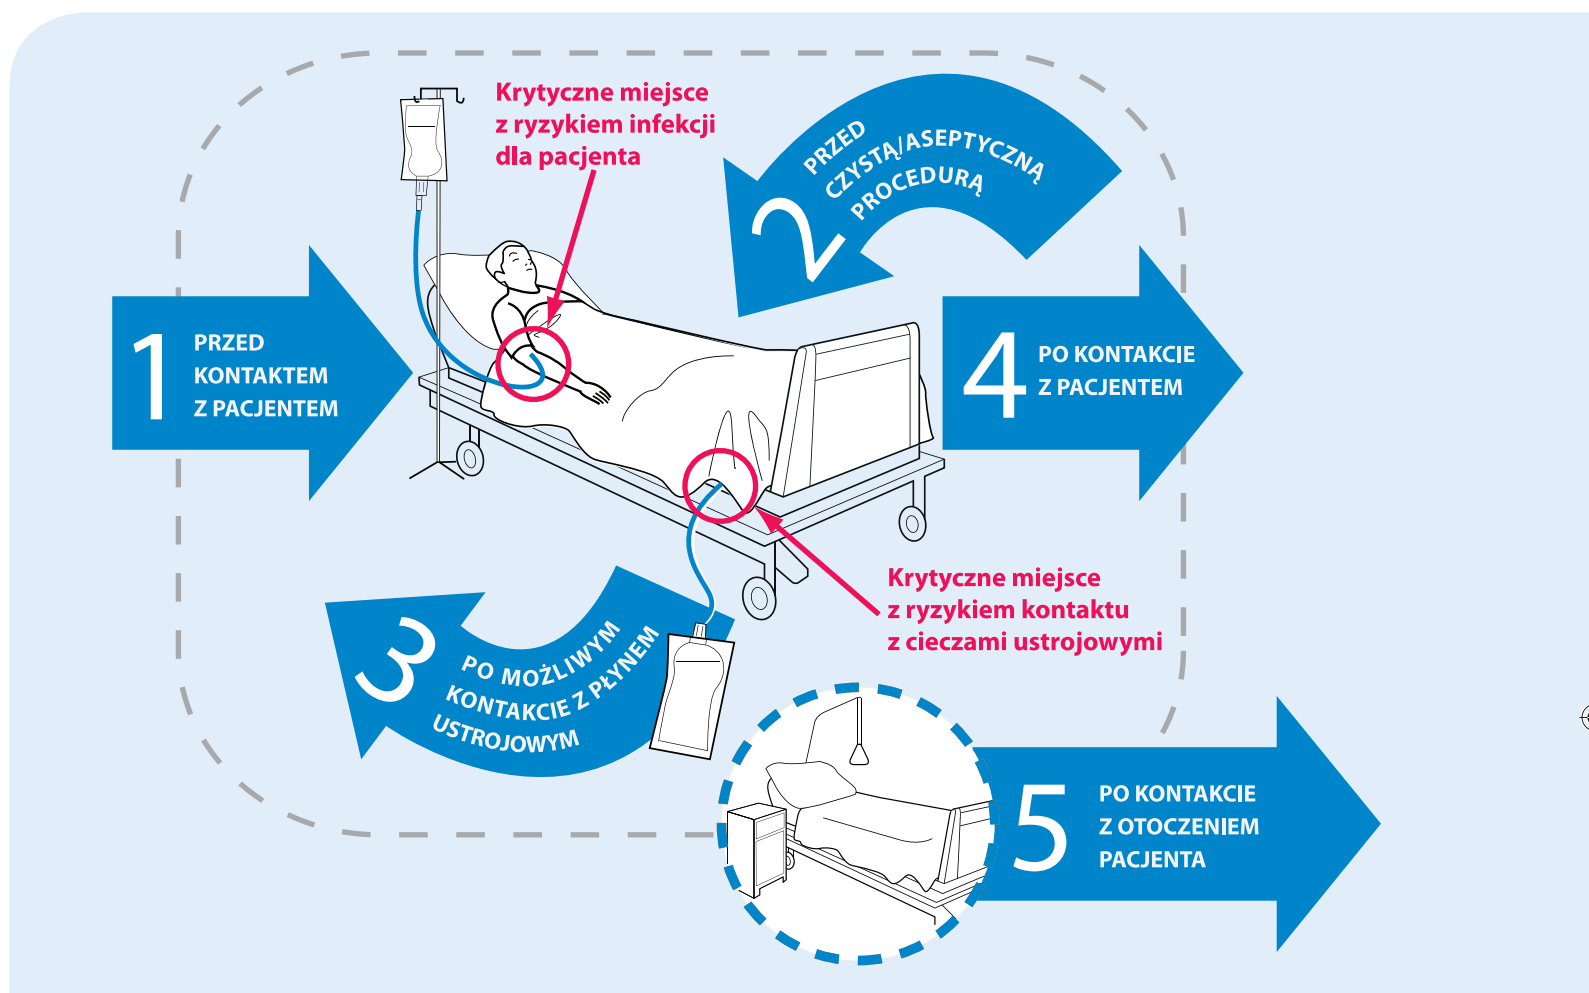 Krytyczne miejsce
z ryzykiem infekcji
dla pacjenta
1
PRZED
KONTAKTEM
Z PACJENTEM
2
PRZED
CZYSTĄ/ASEPTYCZNĄ
PROCEDURĄ
4
PO KONTAKCIE
Z PACJENTEM
Krytyczne miejsce
z ryzykiem kontaktu
z cieczami ustrojowymi
3
PO MOŻLIWYM
KONTAKCIE Z PŁYNEM
USTROJOWYM
5
PO KONTAKCIE
Z OTOCZENIEM
PACJENTA